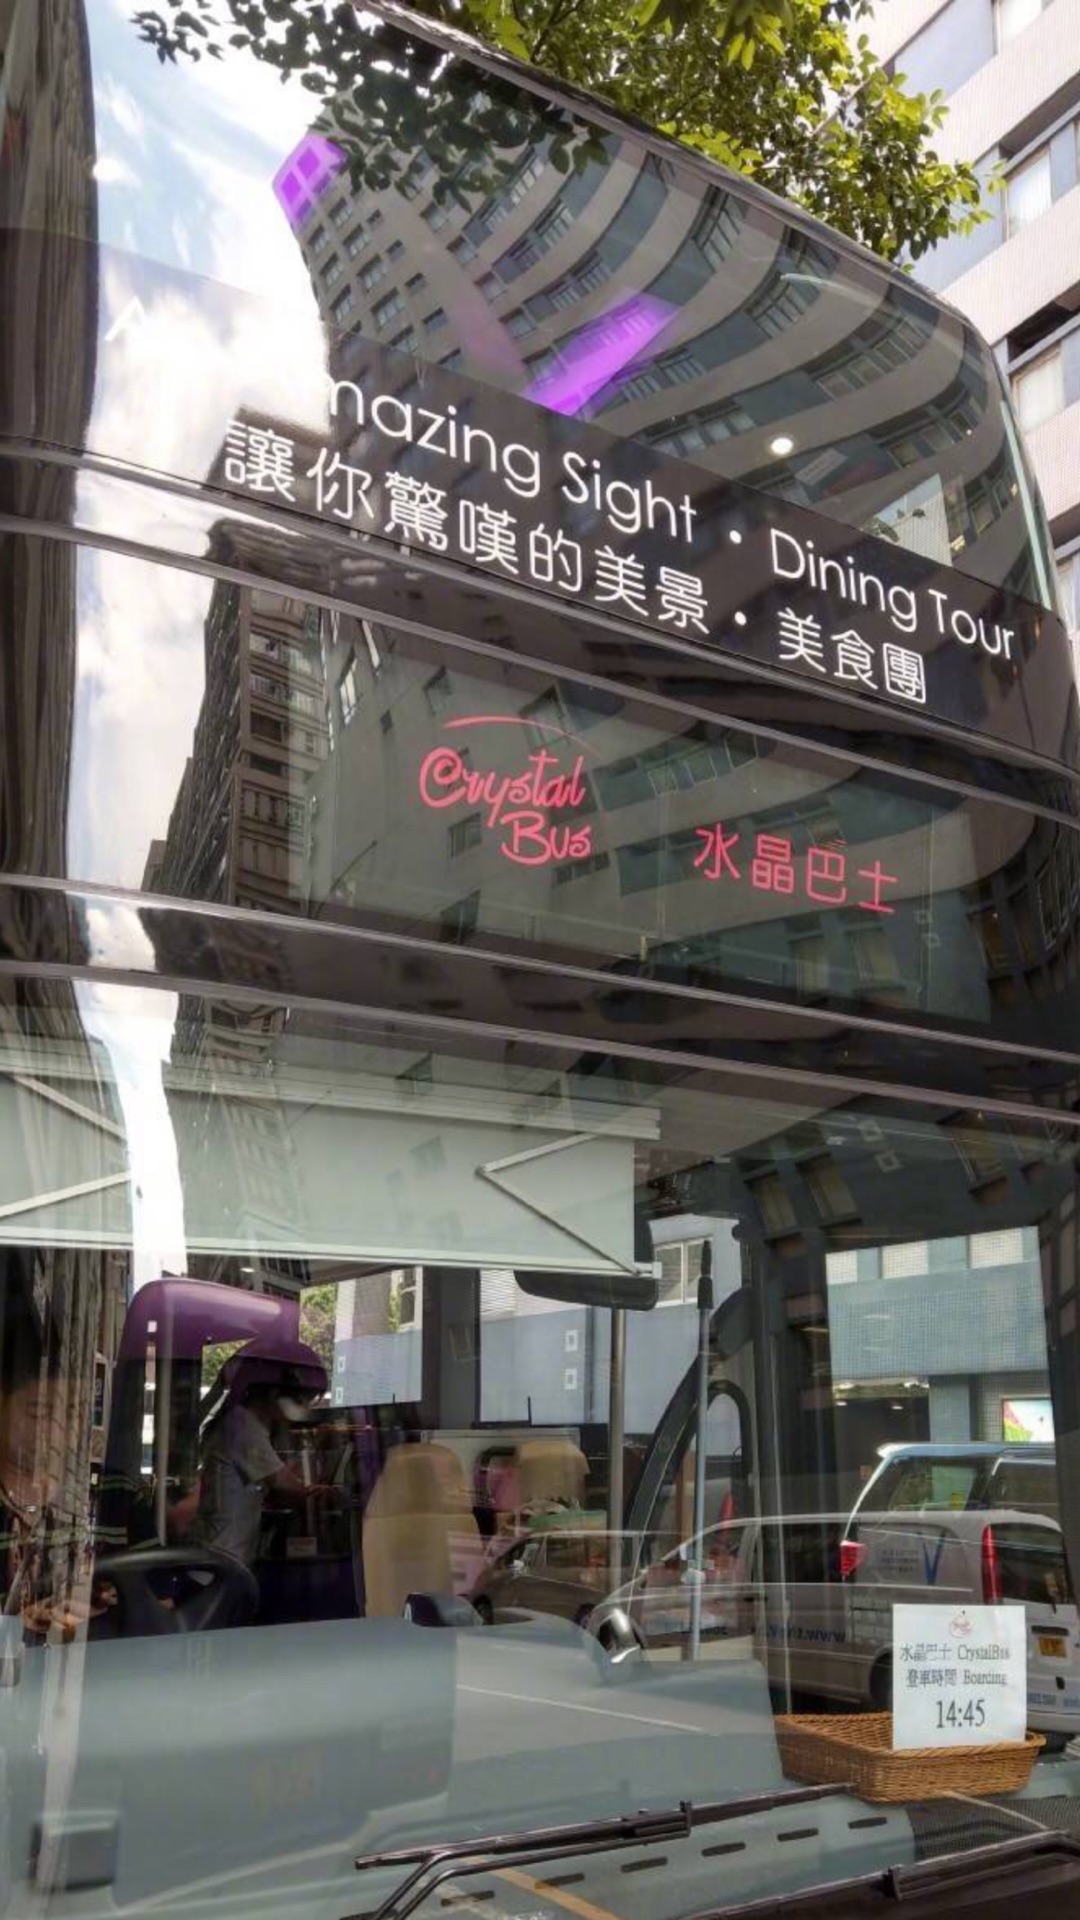 Amazing Sight · Dining Tour
讓你驚嘆的美景 · 美食團
Crystal
Bus
水晶巴士
水晶巴士 CrystalBus
登車時間 Boarding
14:45